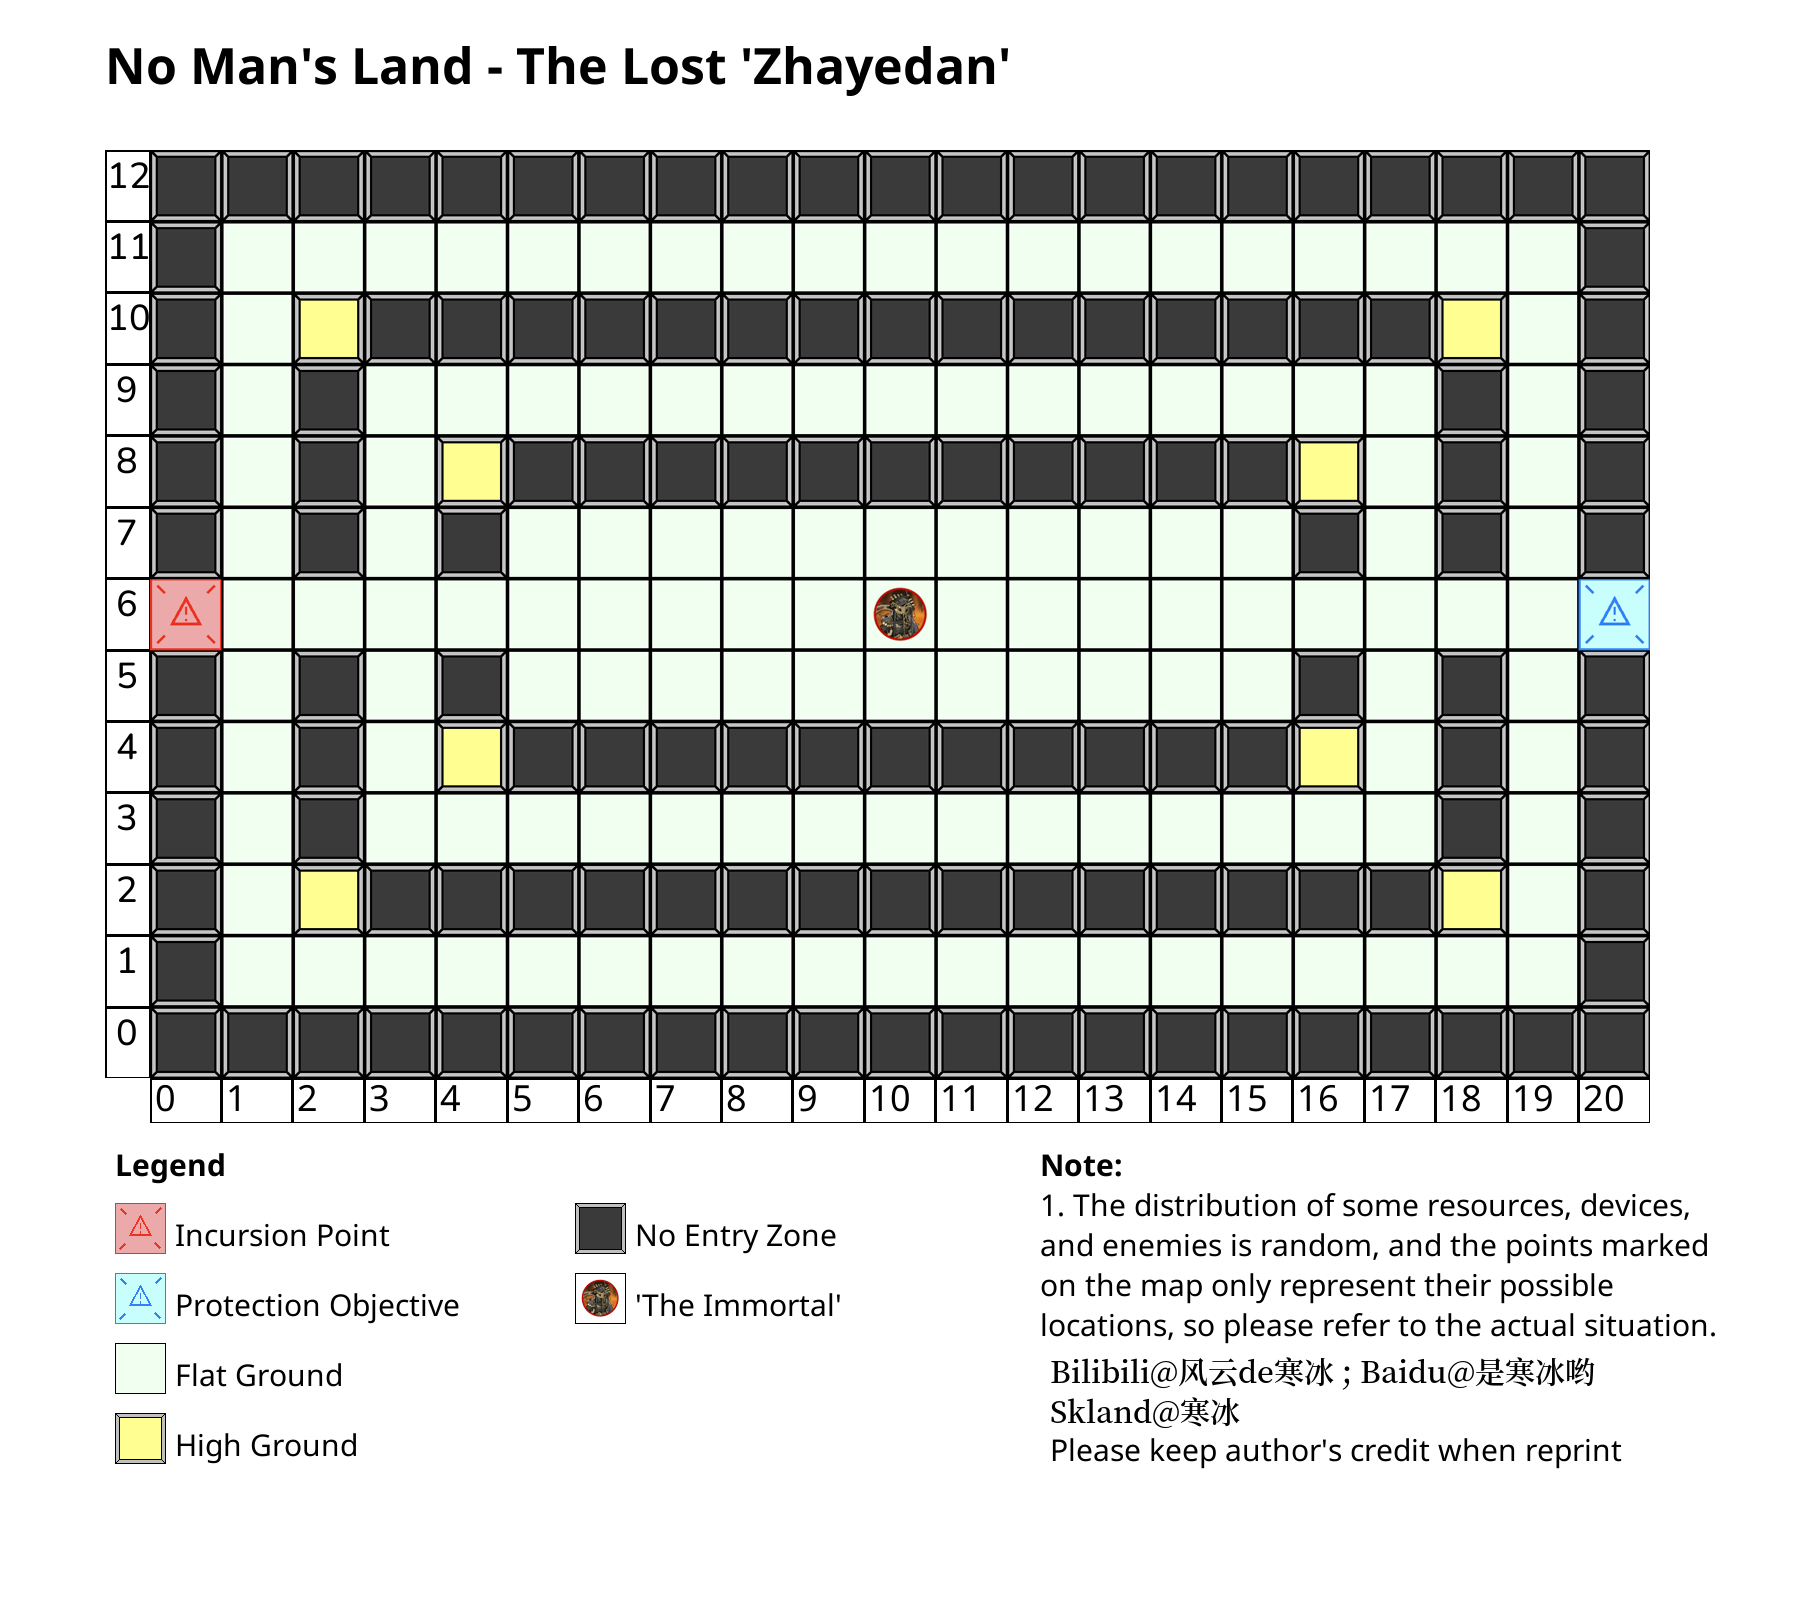 No Man's Land - The Lost 'Zhayedan'
12
11
10
9
8
7
6
5
4
3
2
1
0
0 1 2 3 4 5 6 7 8 9 10 11 12 13 14 15 16 17 18 19 20
Legend
Incursion Point
Protection Objective
Flat Ground
High Ground
No Entry Zone
'The Immortal'
Note:
1. The distribution of some resources, devices,
and enemies is random, and the points marked
on the map only represent their possible
locations, so please refer to the actual situation.
Bilibili@风云de寒冰 ; Baidu@是寒冰哟
Skland@寒冰
Please keep author's credit when reprint